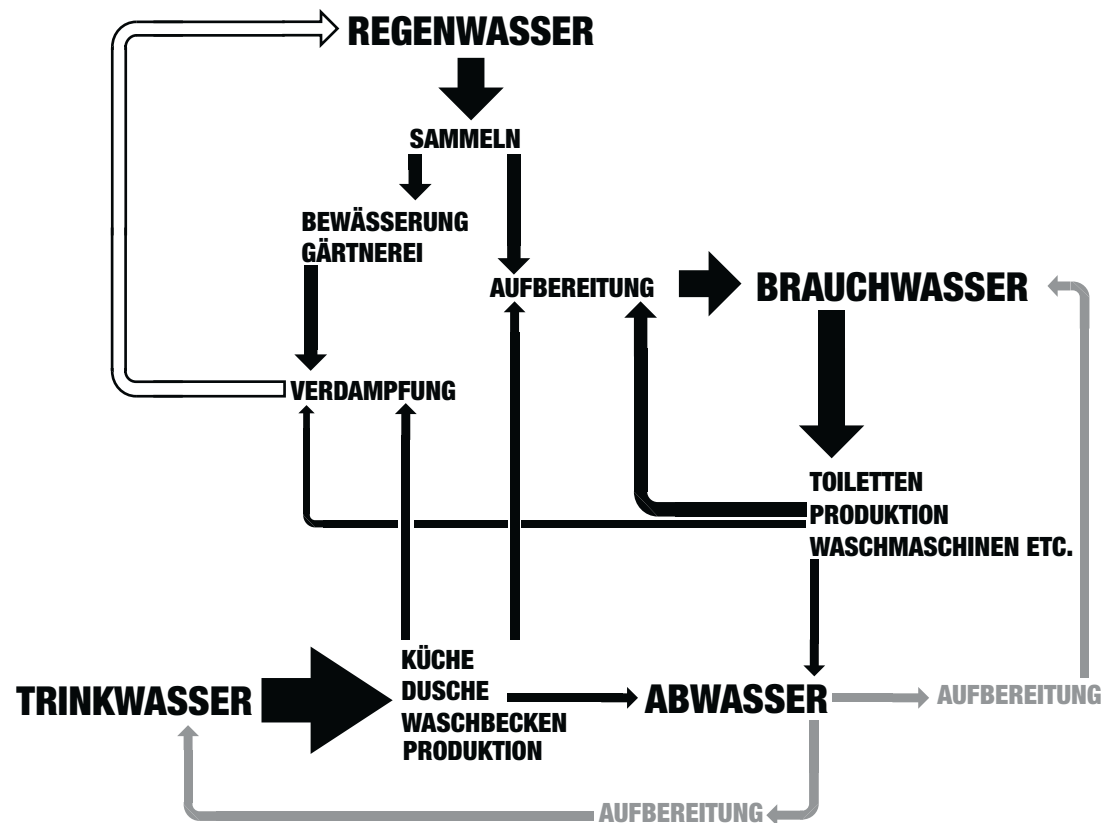 REGENWASSER
SAMMELN
BEWÄSSERUNG
GÄRTNEREI
AUFBEREITUNG
BRAUCHWASSER
VERDAMPFUNG
TOILETTEN
PRODUKTION
WASCHMASCHINEN ETC.
KÜCHE
DUSCHE
WASCHBECKEN
PRODUKTION
TRINKWASSER
ABWASSER
AUFBEREITUNG
AUFBEREITUNG